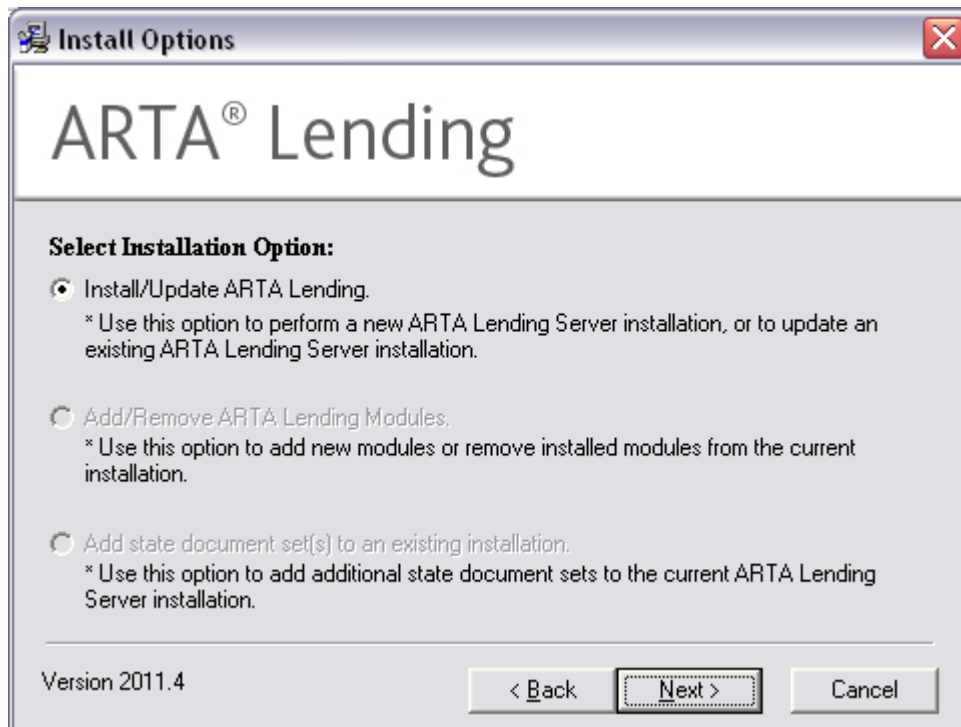 Install Options
ARTA® Lending
Select Installation Option:
Install/Update ARTA Lending.
* Use this option to perform a new ARTA Lending Server installation, or to update an
existing ARTA Lending Server installation.
Add/Remove ARTA Lending Modules.
* Use this option to add new modules or remove installed modules from the current
installation.
Add state document set(s) to an existing installation.
* Use this option to add additional state document sets to the current ARTA Lending
Server installation.
Version 2011.4
< Back
Next >
Cancel